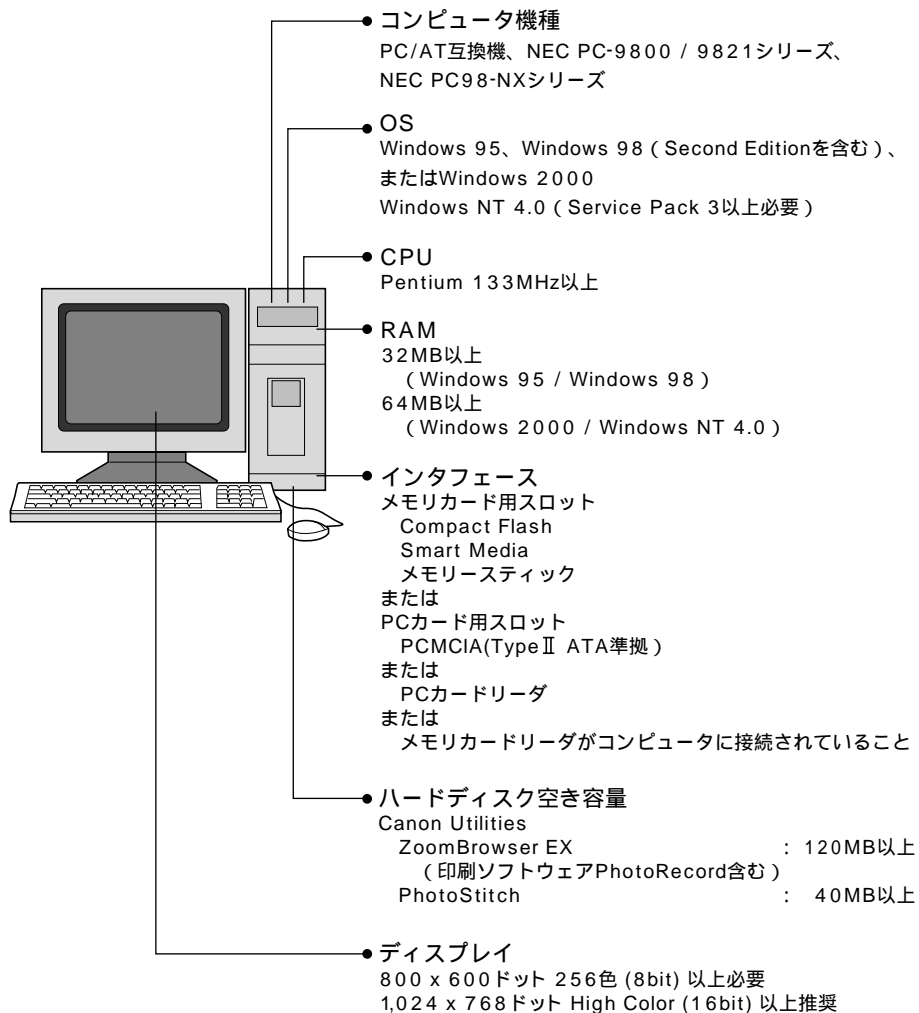 コンピュータ機種
PC/AT互換機、NEC PC-9800 / 9821シリーズ、
NEC PC98-NXシリーズ
OS
Windows 95、Windows 98（Second Editionを含む）、
またはWindows 2000
Windows NT 4.0（Service Pack 3以上必要）
CPU
Pentium 133MHz以上
RAM
32MB以上
（Windows 95 / Windows 98）
64MB以上
（Windows 2000 / Windows NT 4.0）
インタフェース
メモリカード用スロット
Compact Flash
Smart Media
メモリースティック
または
PCカード用スロット
PCMCIA(TypeⅡ ATA準拠）
または
PCカードリーダ
または
メモリカードリーダがコンピュータに接続されていること
ハードディスク空き容量
Canon Utilities
ZoomBrowser EX : 120MB以上
（印刷ソフトウェアPhotoRecord含む）
PhotoStitch : 40MB以上
ディスプレイ
800 x 600ドット 256色 (8bit) 以上必要
1,024 x 768ドット High Color (16bit) 以上推奨